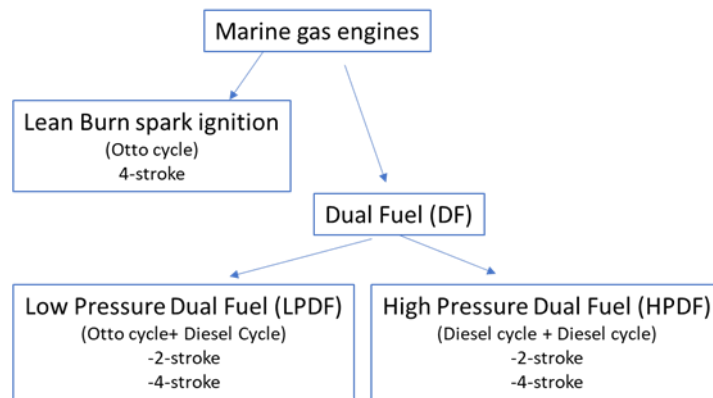 Marine gas engines
Lean Burn spark ignition
(Otto cycle)
4-stroke
Dual Fuel (DF)
Low Pressure Dual Fuel (LPDF)
(Otto cycle+ Diesel Cycle)
-2-stroke
-4-stroke
High Pressure Dual Fuel (HPDF)
(Diesel cycle + Diesel cycle)
-2-stroke
-4-stroke